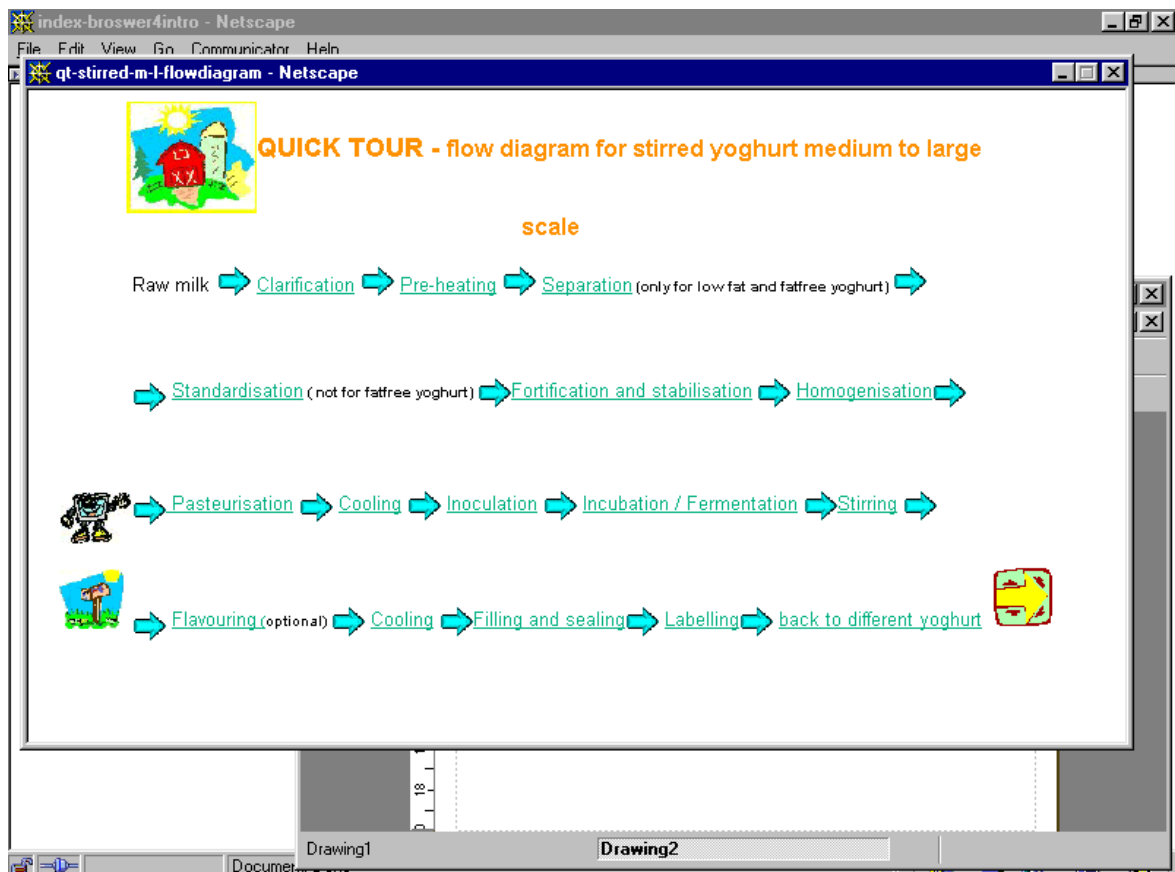 index-broswer4intro - Netscape
File Edit View Go Communicator Help
qt-stirred-m-l-flowdiagram - Netscape
QUICK TOUR - flow diagram for stirred yoghurt medium to large
scale
Raw milk Clarification Pre-heating Separation (only for low fat and fatfree yoghurt)
Standardisation ( not for fatfree yoghurt) Fortification and stabilisation Homogenisation
Pasteurisation Cooling Inoculation Incubation / Fermentation Stirring
Flavouring (optional) Cooling Filling and sealing Labelling back to different yoghurt
18
Drawing1 Drawing2